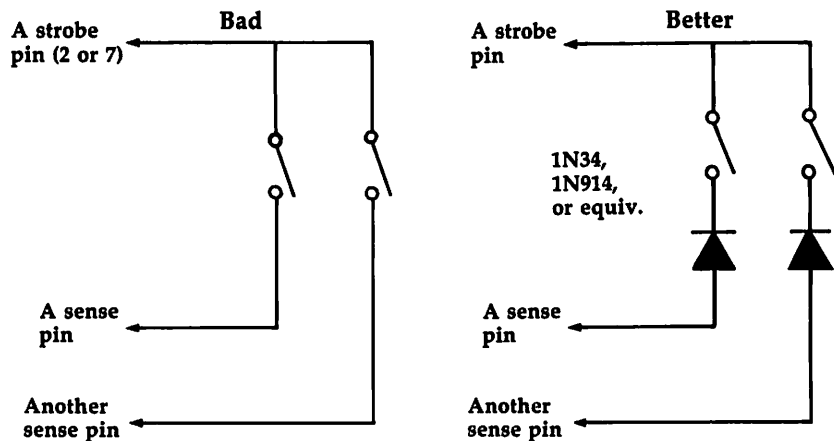 Bad
A strobe
pin (2 or 7)
A sense
pin
Another
sense pin
Better
A strobe
pin
1N34,
1N914,
or equiv.
A sense
pin
Another
sense pin